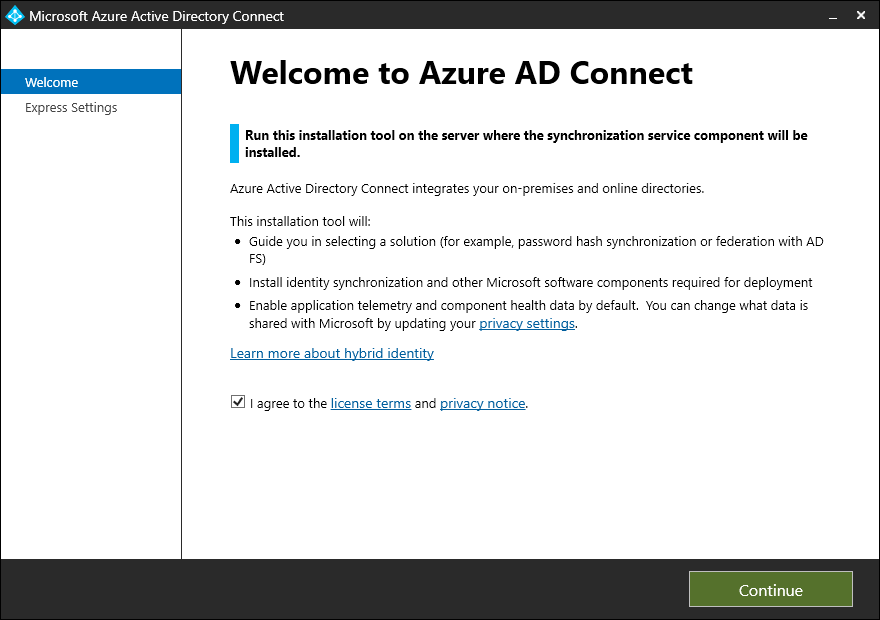 Microsoft Azure Active Directory Connect
Welcome
Express Settings
Welcome to Azure AD Connect
Run this installation tool on the server where the synchronization service component will be
installed.
Azure Active Directory Connect integrates your on-premises and online directories.
This installation tool will:
• Guide you in selecting a solution (for example, password hash synchronization or federation with AD
FS)
• Install identity synchronization and other Microsoft software components required for deployment
• Enable application telemetry and component health data by default.  You can change what data is
shared with Microsoft by updating your privacy settings.
Learn more about hybrid identity
I agree to the license terms and privacy notice.
Continue